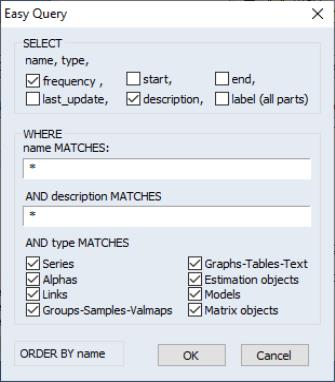 Easy Query
SELECT
name, type,
frequency , start, end,
last_update, description, label (all parts)
WHERE
name MATCHES:
*
AND description MATCHES
*
AND type MATCHES
Series Graphs-Tables-Text
Alphas Estimation objects
Links Models
Groups-Samples-Valmaps Matrix objects
ORDER BY name OK Cancel